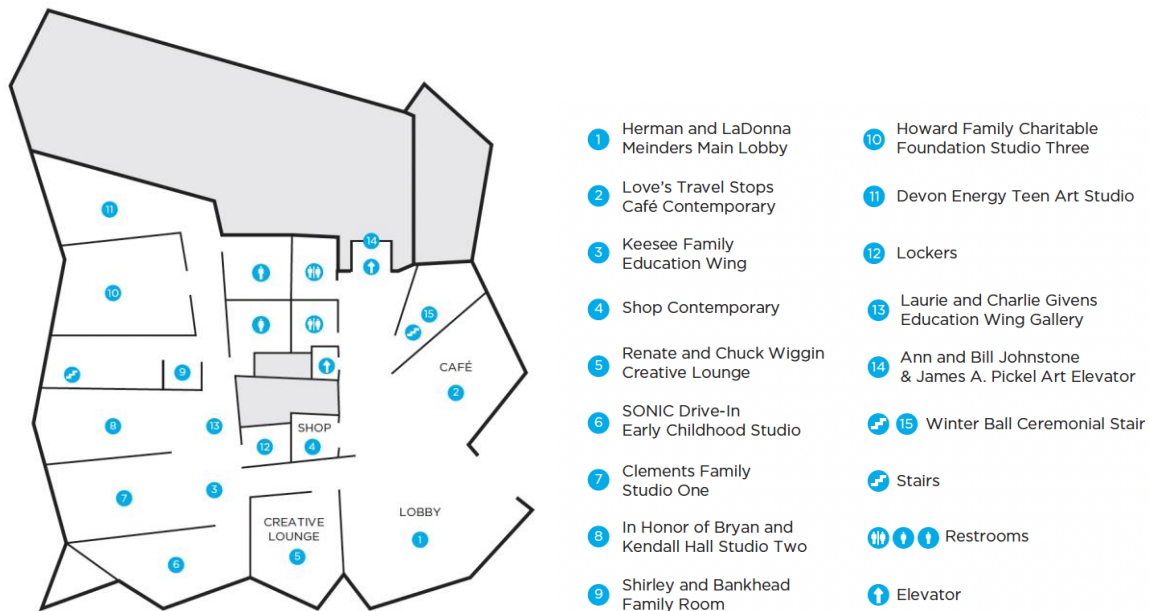 11
14
10
15
CAFÉ
2
9
8
13
SHOP
12
4
3
7
LOBBY
CREATIVE
LOUNGE
1
5
6
1 Herman and LaDonna
Meinders Main Lobby
2 Love's Travel Stops
Café Contemporary
3 Keesee Family
Education Wing
4 Shop Contemporary
5 Renate and Chuck Wiggin
Creative Lounge
6 SONIC Drive-In
Early Childhood Studio
7 Clements Family
Studio One
8 In Honor of Bryan and
Kendall Hall Studio Two
9 Shirley and Bankhead
Family Room
10 Howard Family Charitable
Foundation Studio Three
11 Devon Energy Teen Art Studio
12 Lockers
13 Laurie and Charlie Givens
Education Wing Gallery
14 Ann and Bill Johnstone
& James A. Pickel Art Elevator
15 Winter Ball Ceremonial Stair
Stairs
Restrooms
Elevator